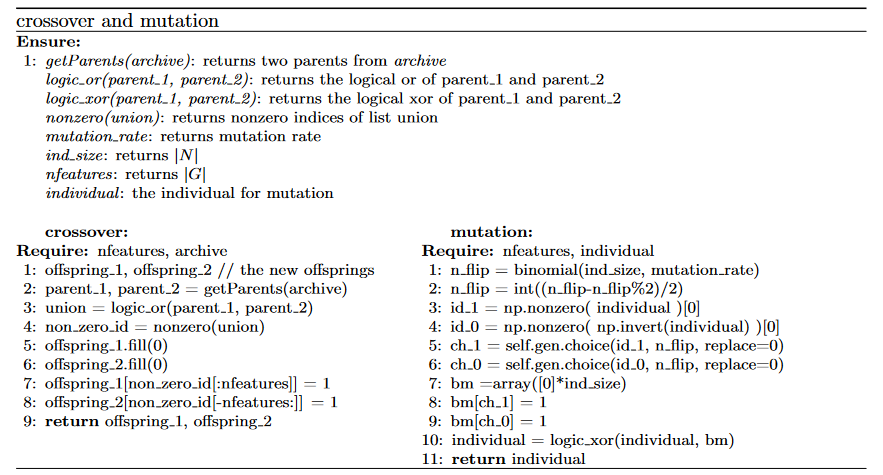 crossover and mutation
Ensure:
1: getParents(archive): returns two parents from archive
logic_or(parent_1, parent_2): returns the logical or of parent_1 and parent_2
logic_xor(parent_1, parent_2): returns the logical xor of parent_1 and parent_2
nonzero(union): returns nonzero indices of list union
mutation_rate: returns mutation rate
ind_size: returns |N|
nfeatures: returns |G|
individual: the individual for mutation
crossover:
Require: nfeatures, archive
1: offspring_1, offspring_2 // the new offsprings
2: parent_1, parent_2 = getParents(archive)
3: union = logic_or(parent_1, parent_2)
4: non_zero_id = nonzero(union)
5: offspring_1.fill(0)
6: offspring_2.fill(0)
7: offspring_1[non_zero_id[:nfeatures]] = 1
8: offspring_2[non_zero_id[-nfeatures:]] = 1
9: return offspring_1, offspring_2
mutation:
Require: nfeatures, individual
1: n_flip = binomial(ind_size, mutation_rate)
2: n_flip = int((n_flip-n_flip%2)/2)
3: id_1 = np.nonzero( individual )[0]
4: id_0 = np.nonzero( np.invert(individual) )[0]
5: ch_1 = self.gen.choice(id_1, n_flip, replace=0)
6: ch_0 = self.gen.choice(id_0, n_flip, replace=0)
7: bm =array([0]*ind_size)
8: bm[ch_1] = 1
9: bm[ch_0] = 1
10: individual = logic_xor(individual, bm)
11: return individual